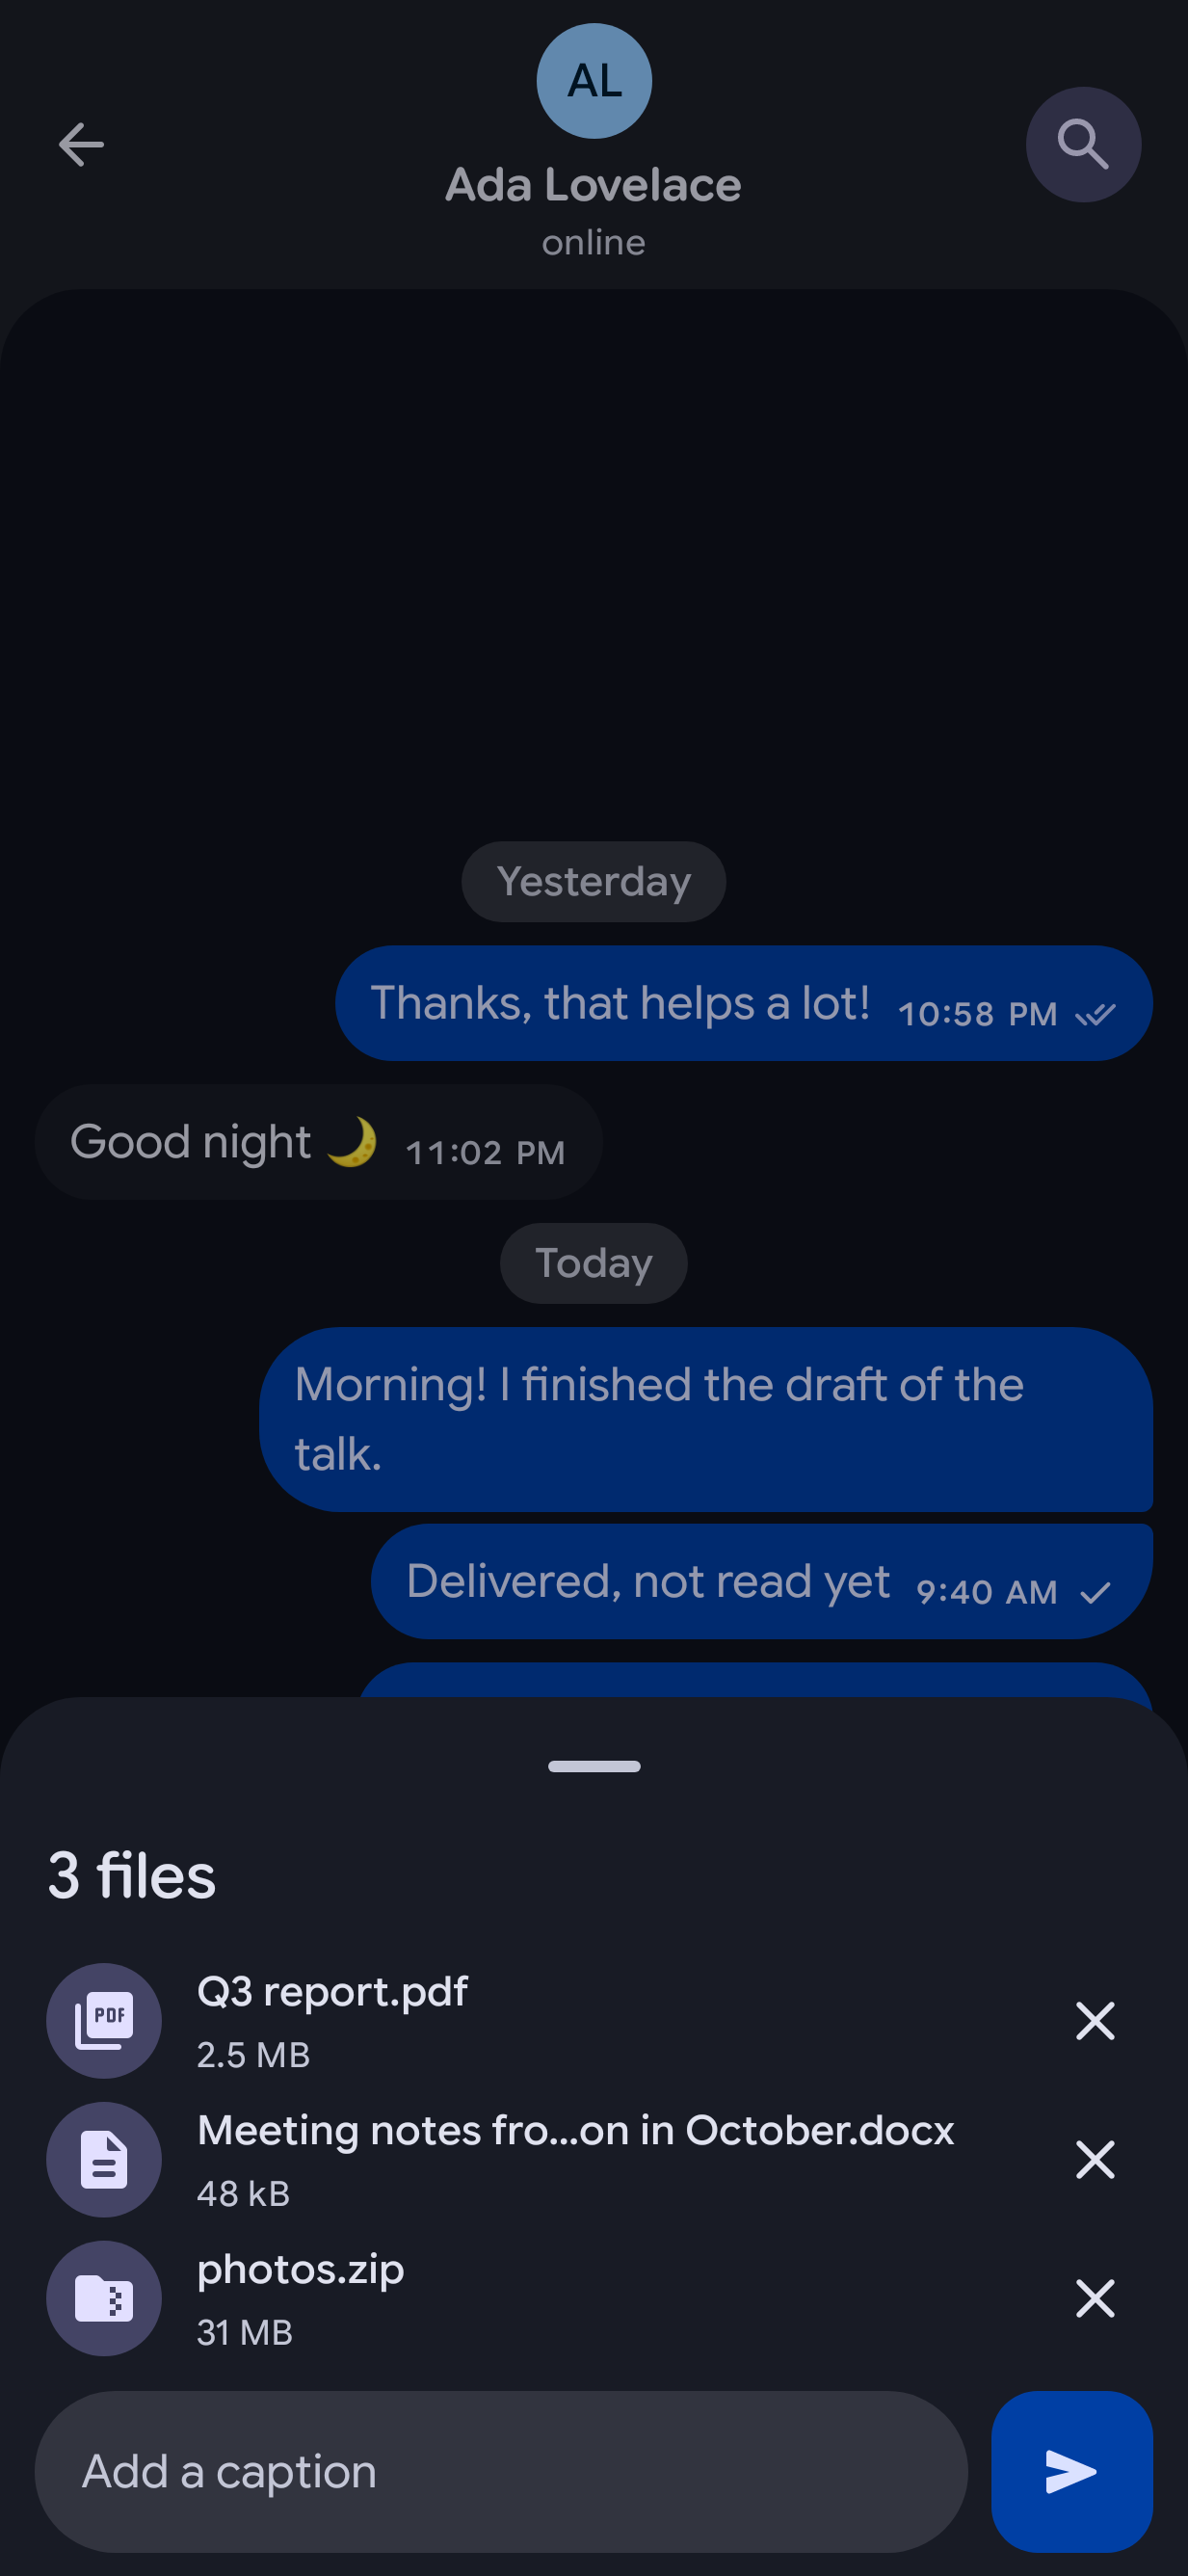 AL
Ada Lovelace
online
Yesterday
Thanks, that helps a lot! 10:58 PM
Good night 🌙 11:02 PM
Today
Morning! I finished the draft of the
talk.
Delivered, not read yet 9:40 AM
3 files
PDF
Q3 report.pdf
2.5 MB
Meeting notes fro...on in October.docx
48 kB
photos.zip
31 MB
Add a caption